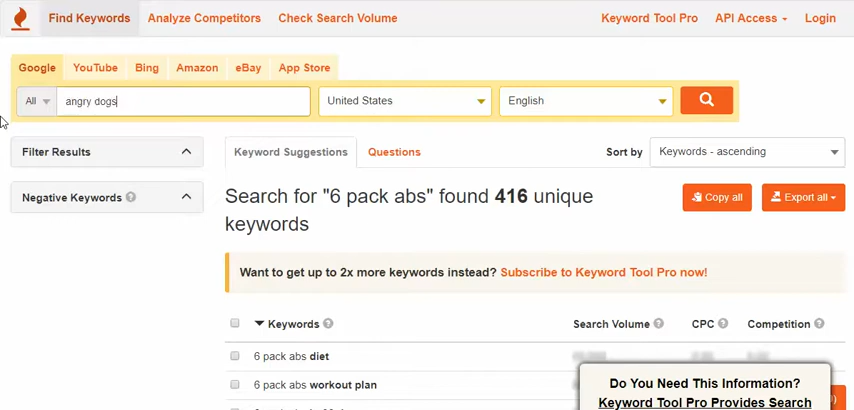 Find Keywords Analyze Competitors Check Search Volume Keyword Tool Pro API Access Login
Google YouTube Bing Amazon eBay App Store
All angry dogs United States English
Filter Results
Keyword Suggestions Questions Sort by Keywords - ascending
Negative Keywords ?
Search for "6 pack abs" found 416 unique
keywords
Copy all Export all
Want to get up to 2x more keywords instead? Subscribe to Keyword Tool Pro now!
Keywords ? Search Volume ? CPC ? Competition ?
6 pack abs diet
6 pack abs workout plan
Do You Need This Information?
Keyword Tool Pro Provides Search